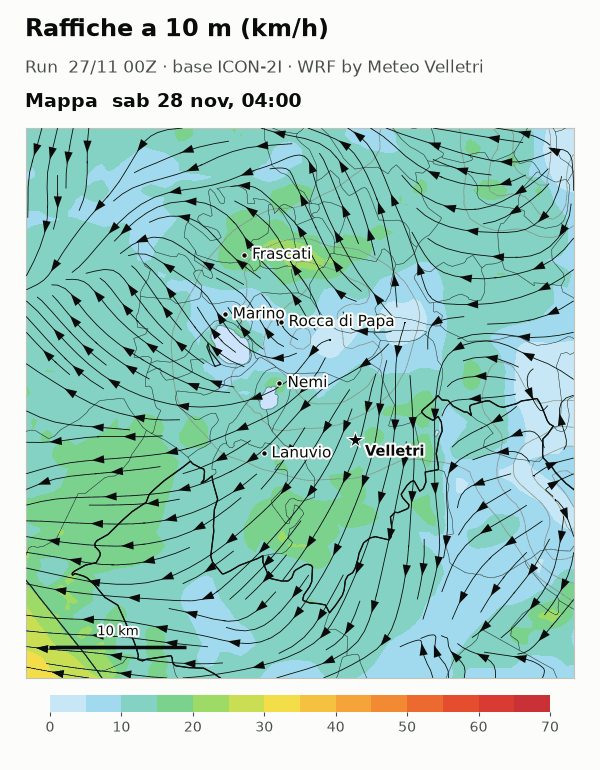 Raffiche a 10 m (km/h)
Run  27/11 00Z · base ICON-2I · WRF by Meteo Velletri
Mappa  sab 28 nov, 04:00
Frascati
Marino
Rocca di Papa
Nemi
Lanuvio
Velletri
10 km
0 10 20 30 40 50 60 70